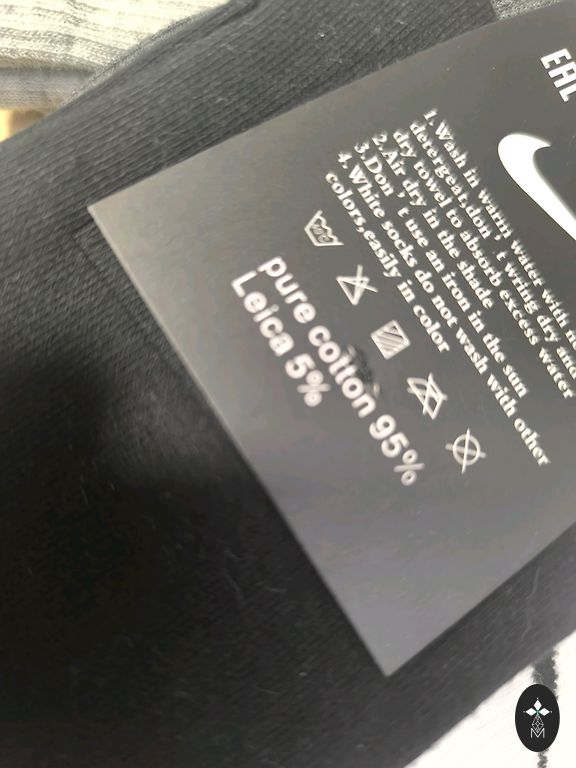 EAC
1. Wash in warm water with
detergeat,don't wring dry and
dry towel to absorb excess water
2.Air dry in the shade
3.Don't use an iron in the sun
4. White socks do not wash with other
colors,easily in color
pure cotton 95%
Leica 5%
M